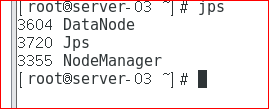 [root@server-03 ~]# jps
3604 DataNode
3720 Jps
3355 NodeManager
[root@server-03 ~]#